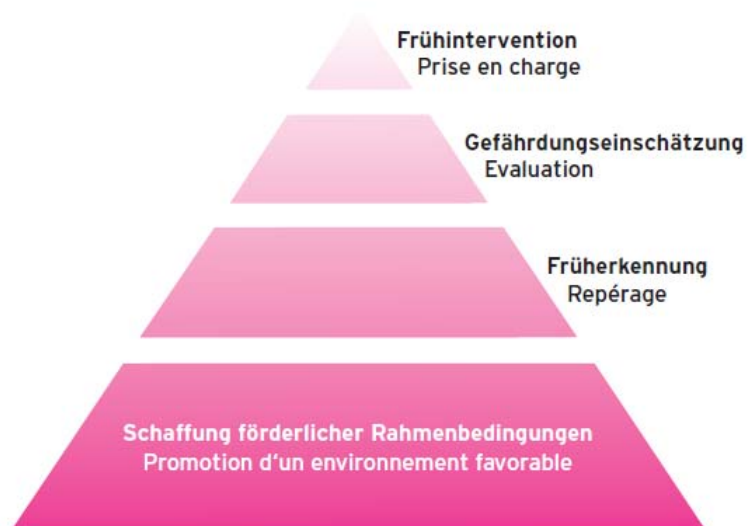 Frühintervention
Prise en charge
Gefährdungseinschätzung
Evaluation
Früherkennung
Repérage
Schaffung förderlicher Rahmenbedingungen
Promotion d‘un environnement favorable